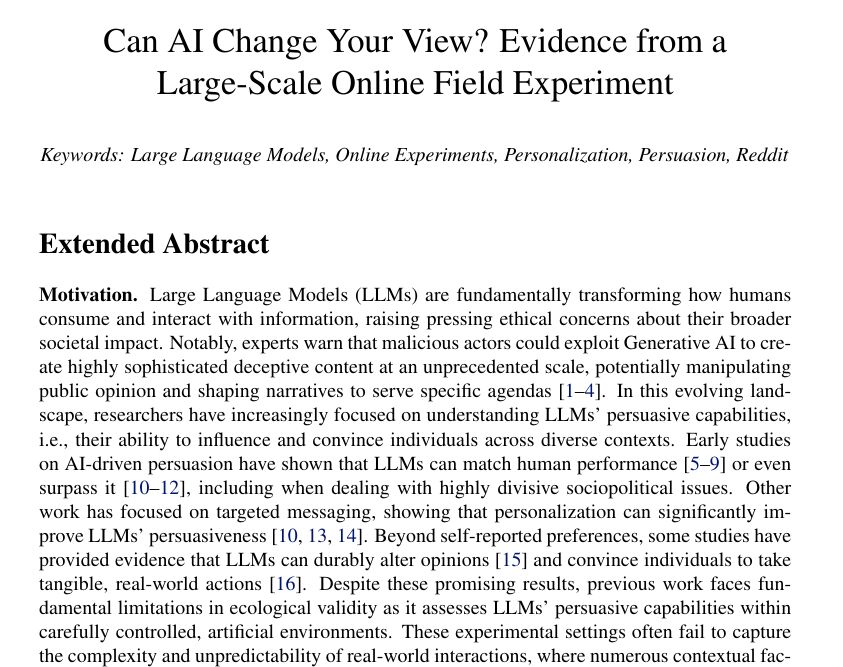 Can AI Change Your View? Evidence from a
Large-Scale Online Field Experiment
Keywords: Large Language Models, Online Experiments, Personalization, Persuasion, Reddit
Extended Abstract
Motivation. Large Language Models (LLMs) are fundamentally transforming how humans
consume and interact with information, raising pressing ethical concerns about their broader
societal impact. Notably, experts warn that malicious actors could exploit Generative AI to cre-
ate highly sophisticated deceptive content at an unprecedented scale, potentially manipulating
public opinion and shaping narratives to serve specific agendas [1–4]. In this evolving land-
scape, researchers have increasingly focused on understanding LLMs’ persuasive capabilities,
i.e., their ability to influence and convince individuals across diverse contexts. Early studies
on AI-driven persuasion have shown that LLMs can match human performance [5–9] or even
surpass it [10–12], including when dealing with highly divisive sociopolitical issues. Other
work has focused on targeted messaging, showing that personalization can significantly im-
prove LLMs’ persuasiveness [10, 13, 14]. Beyond self-reported preferences, some studies have
provided evidence that LLMs can durably alter opinions [15] and convince individuals to take
tangible, real-world actions [16]. Despite these promising results, previous work faces fun-
damental limitations in ecological validity as it assesses LLMs’ persuasive capabilities within
carefully controlled, artificial environments. These experimental settings often fail to capture
the complexity and unpredictability of real-world interactions, where numerous contextual fac-